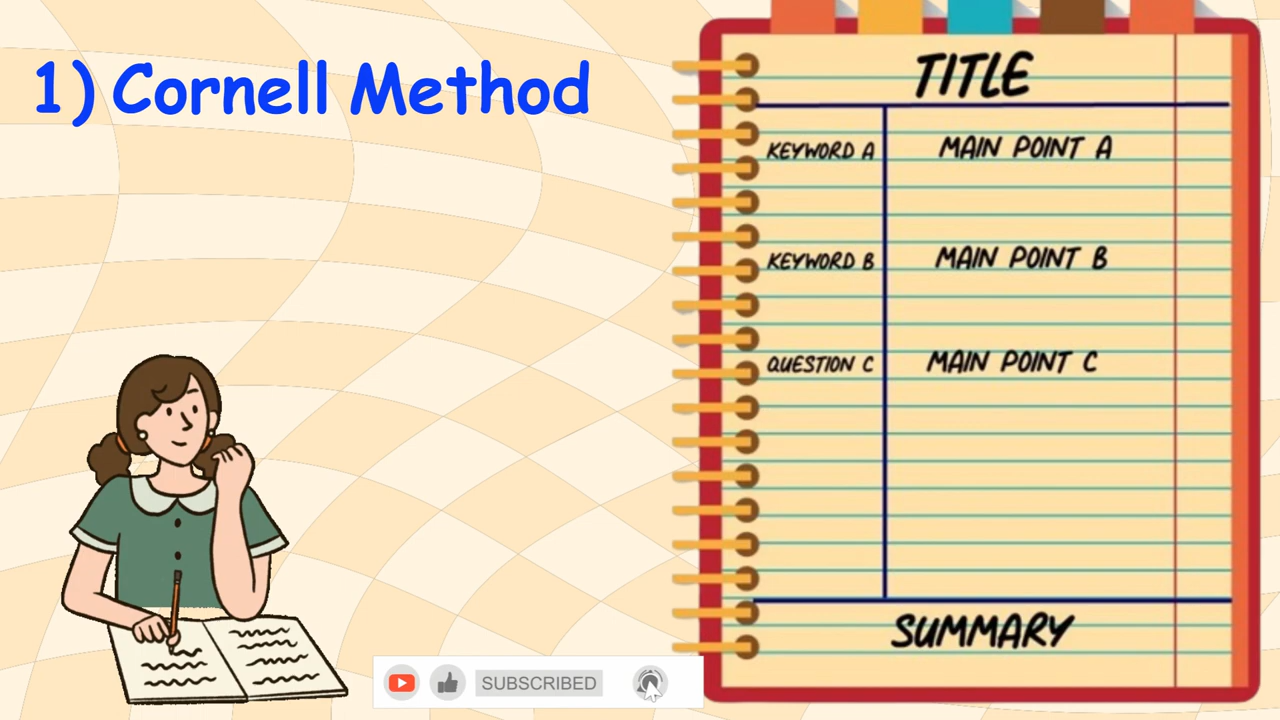 1) Cornell Method
TITLE
KEYWORD A MAIN POINT A
KEYWORD B MAIN POINT B
QUESTION C MAIN POINT C
SUMMARY
SUBSCRIBED